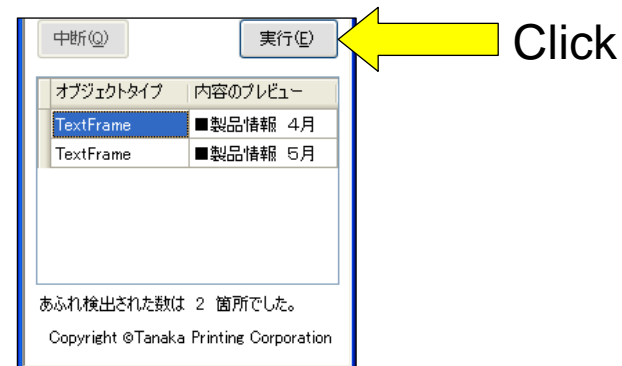 中断(Q) 実行(E) Click
オブジェクトタイプ 内容のプレビュー
TextFrame ■製品情報 4月
TextFrame ■製品情報 5月
あふれ検出された数は 2 箇所でした。
Copyright ©Tanaka Printing Corporation